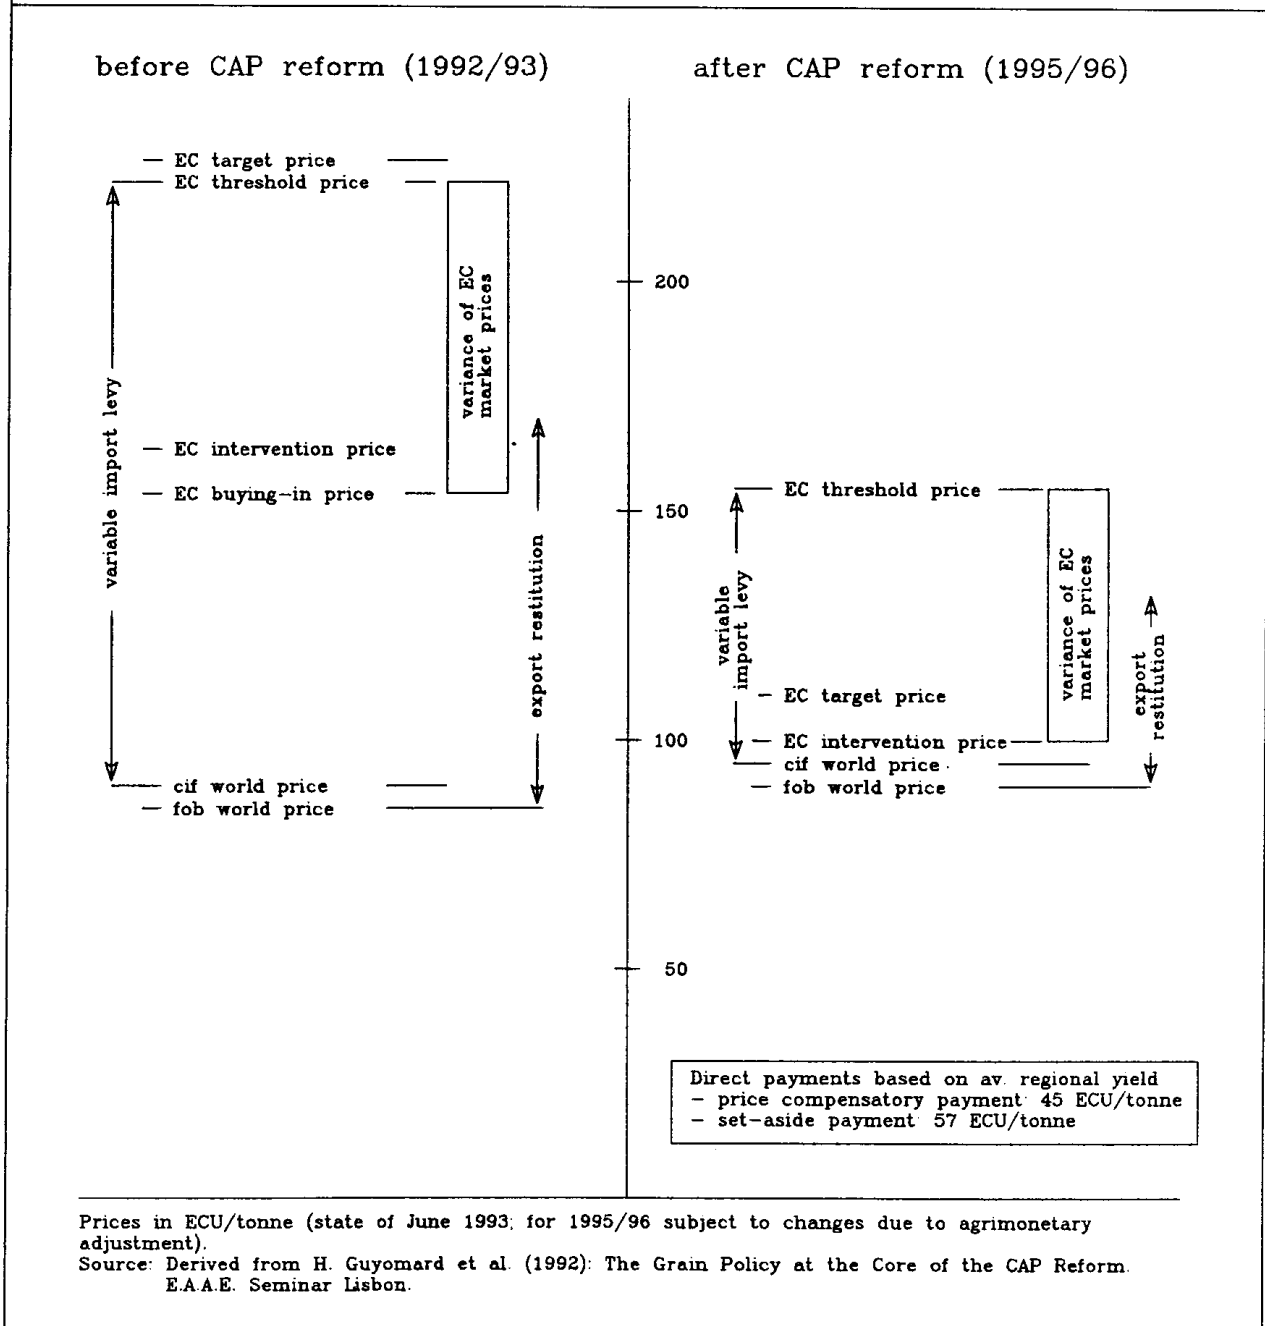 before CAP reform (1992/93)
after CAP reform (1995/96)
EC target price
EC threshold price
variance of EC
market prices
200
variable import levy
EC intervention price
EC buying-in price
export restitution
cif world price
fob world price
150
EC threshold price
variable
import levy
variance of EC
market prices
export
restitution
EC target price
100
EC intervention price
cif world price
fob world price
50
Direct payments based on av. regional yield
- price compensatory payment 45 ECU/tonne
- set-aside payment 57 ECU/tonne
Prices in ECU/tonne (state of June 1993; for 1995/96 subject to changes due to agrimonetary
adjustment).
Source: Derived from H. Guyomard et al. (1992): The Grain Policy at the Core of the CAP Reform.
E.A.A.E. Seminar Lisbon.